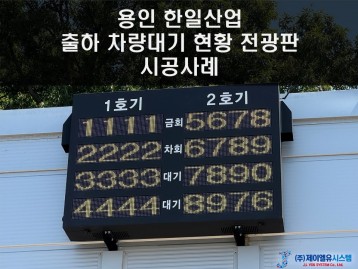 용인 한일산업
출하 차량대기 현황 전광판
시공사례
1호기 2호기
1111 금회 5678
2222 차회 6789
3333 대기 7890
4444 대기 8976
(주)제이엠유시스템